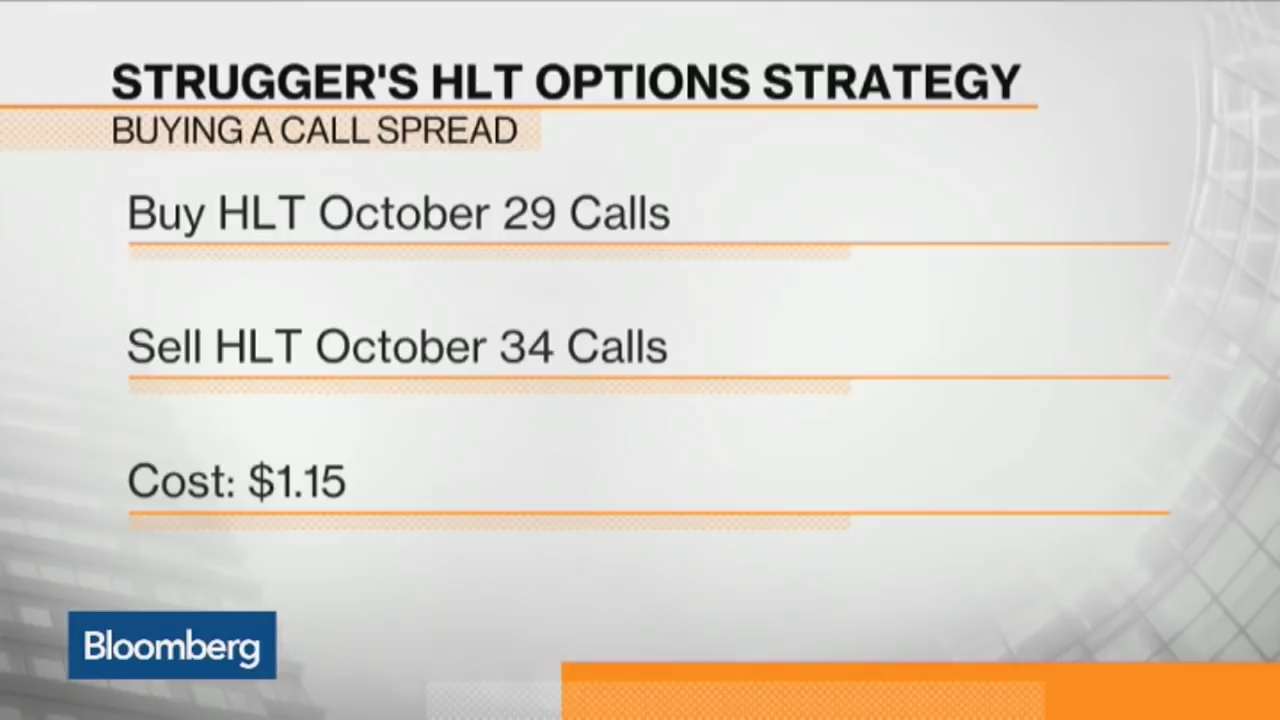 STRUGGER'S HLT OPTIONS STRATEGY
BUYING A CALL SPREAD
Buy HLT October 29 Calls
Sell HLT October 34 Calls
Cost: $1.15
Bloomberg